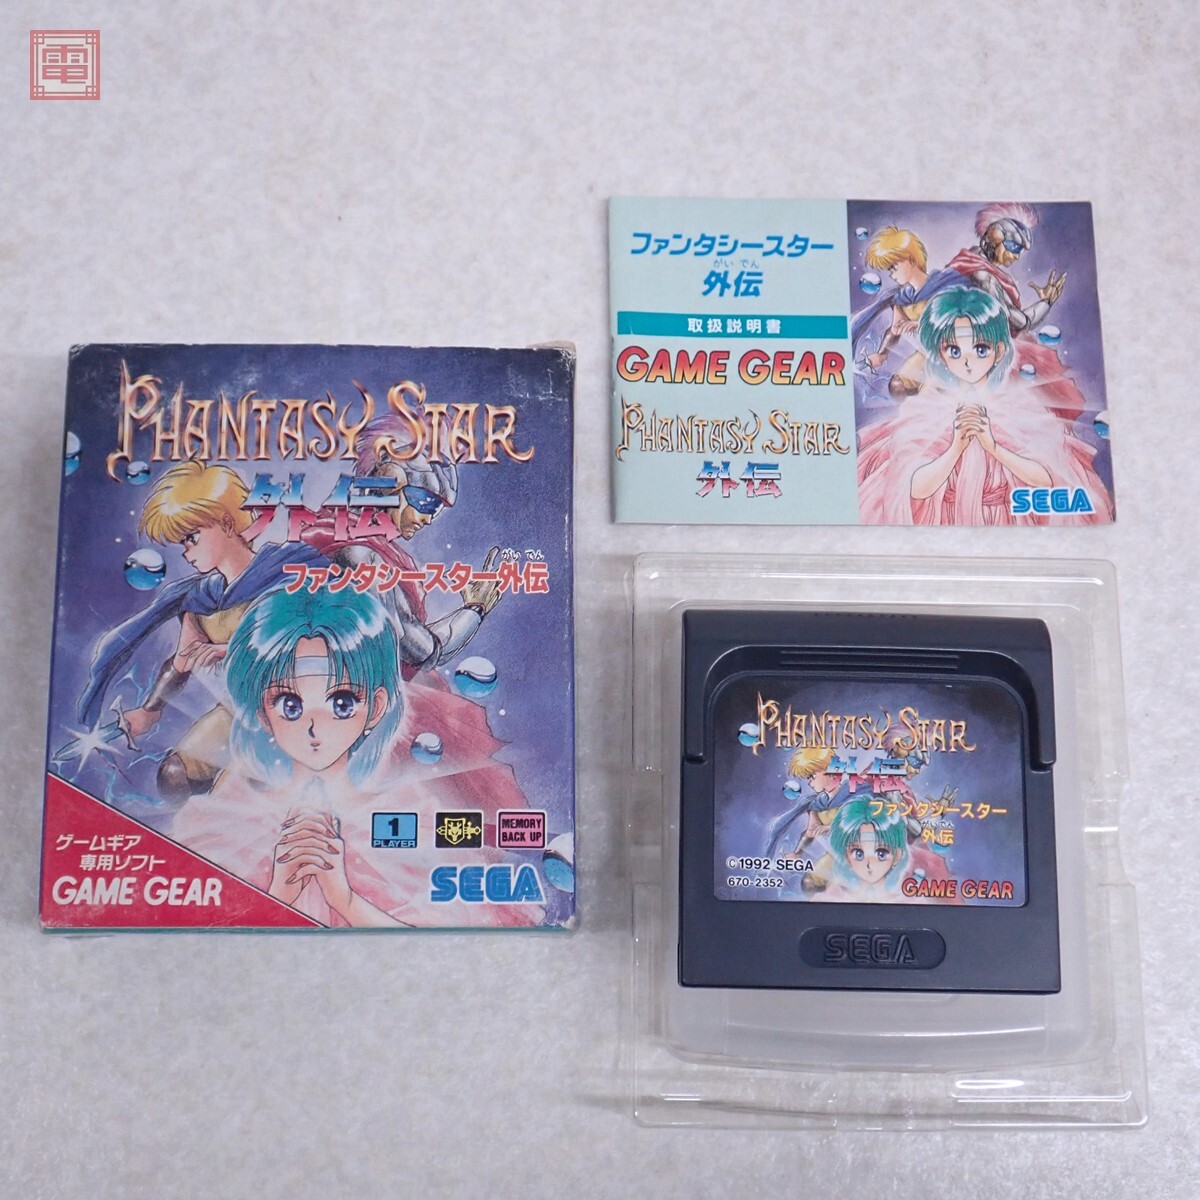 電
PHANTASY STAR
外伝
がいでん
ファンタシースター外伝
1
PLAYER
MEMORY
BACK UP
ゲームギア
専用ソフト
GAME GEAR
SEGA
ファンタシースター
がいでん
外伝
取扱説明書
GAME GEAR
PHANTASY STAR
外伝
SEGA
PHANTASY STAR
外伝
ファンタシースター
がいでん
外伝
©1992 SEGA
670-2352
GAME GEAR
SEGA